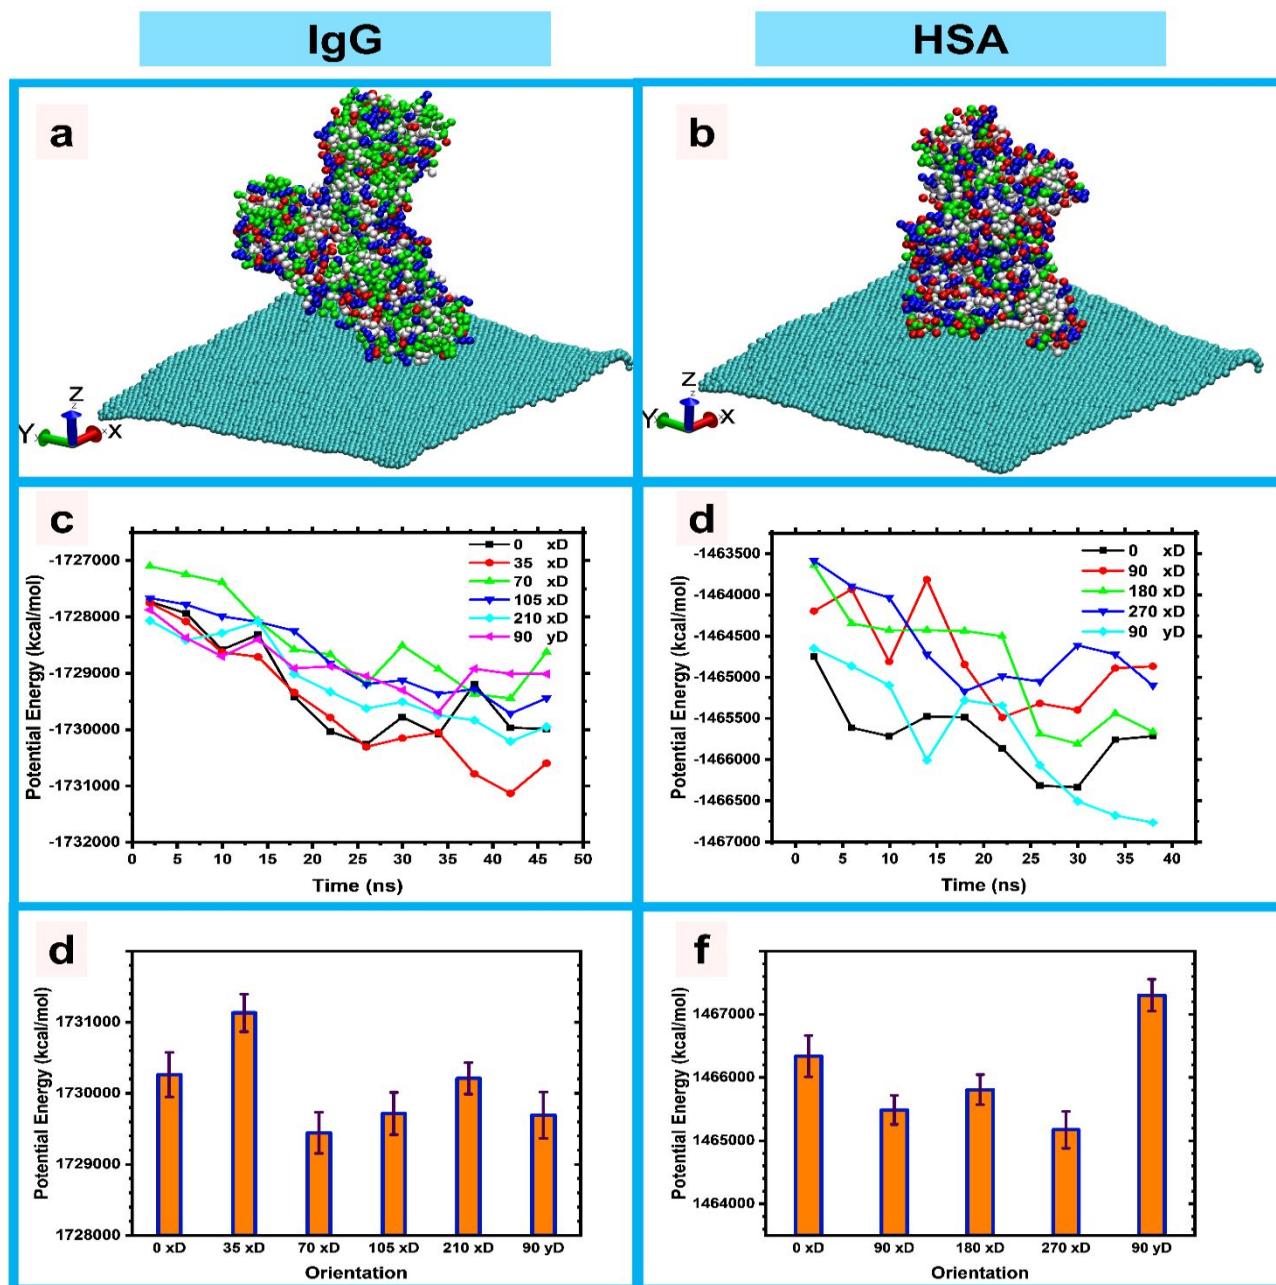 IgG
HSA
a
b
Z
z
Y
X
Z
z
Y
X
c
0 xD
35 xD
70 xD
105 xD
210 xD
90 yD
Potential Energy (kcal/mol)
-1727000
-1728000
-1729000
-1730000
-1731000
-1732000
0 5 10 15 20 25 30 35 40 45 50
Time (ns)
d
0 xD
90 xD
180 xD
270 xD
90 yD
Potential Energy (kcal/mol)
-1463500
-1464000
-1464500
-1465000
-1465500
-1466000
-1466500
-1467000
0 5 10 15 20 25 30 35 40
Time (ns)
d
Potential Energy (kcal/mol)
1731000
1730000
1729000
1728000
0 xD 35 xD 70 xD 105 xD 210 xD 90 yD
Orientation
f
Potential Energy (kcal/mol)
1467000
1466000
1465000
1464000
0 xD 90 xD 180 xD 270 xD 90 yD
Orientation